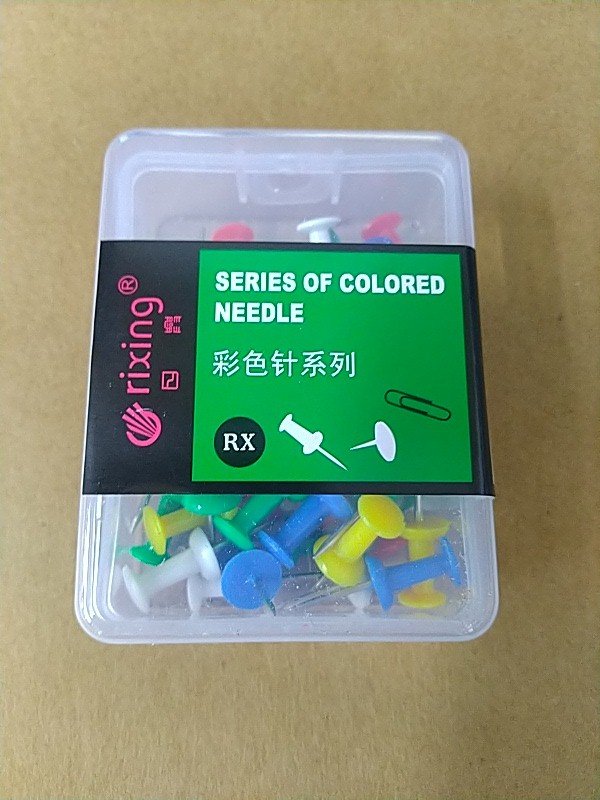 rixing®
SERIES OF COLORED
NEEDLE
彩色针系列
RX